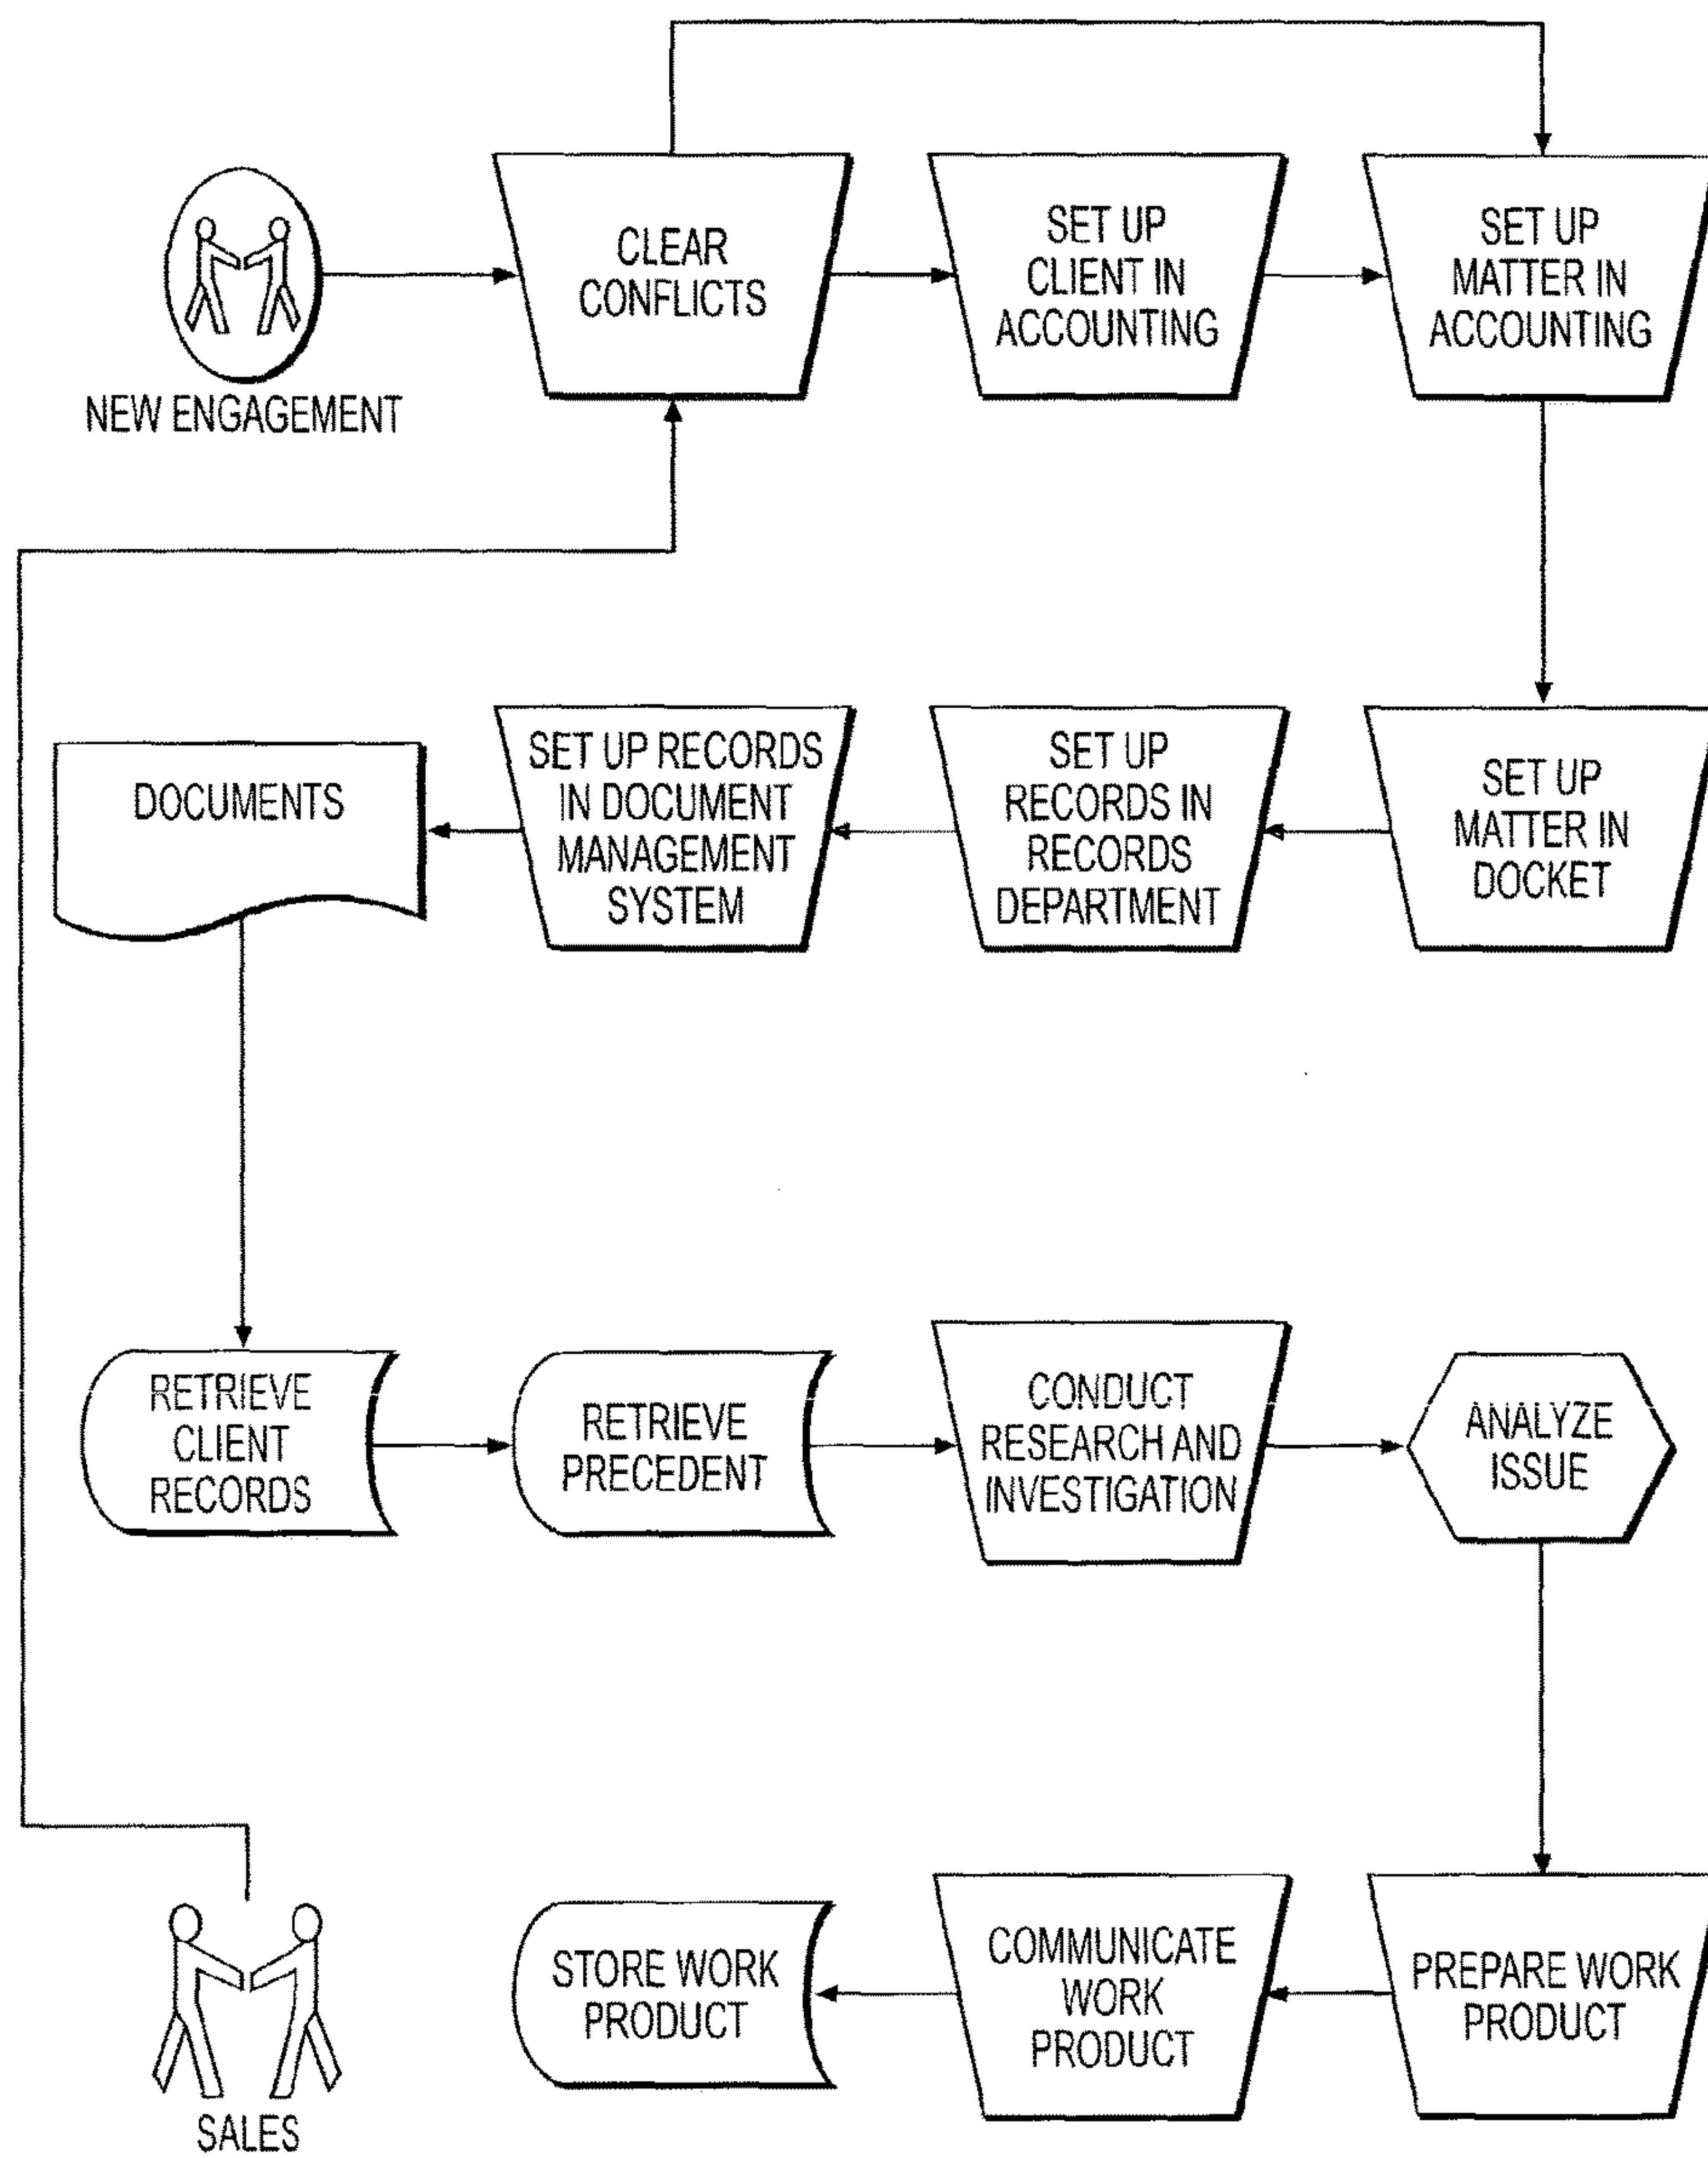 CLEAR
CONFLICTS
SET UP
CLIENT IN
ACCOUNTING
SET UP
MATTER IN
ACCOUNTING
NEW ENGAGEMENT
DOCUMENTS
SET UP RECORDS
IN DOCUMENT
MANAGEMENT
SYSTEM
SET UP
RECORDS IN
RECORDS
DEPARTMENT
SET UP
MATTER IN
DOCKET
RETRIEVE
CLIENT
RECORDS
RETRIEVE
PRECEDENT
CONDUCT
RESEARCH AND
INVESTIGATION
ANALYZE
ISSUE
SALES
STORE WORK
PRODUCT
COMMUNICATE
WORK
PRODUCT
PREPARE WORK
PRODUCT